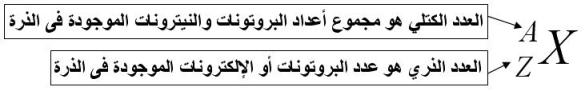 العدد الكتلي هو مجموع أعداد البروتونات والنيترونات الموجودة فى الذرة
A
Z X
العدد الذري هو عدد البروتونات أو الإلكترونات الموجودة فى الذرة